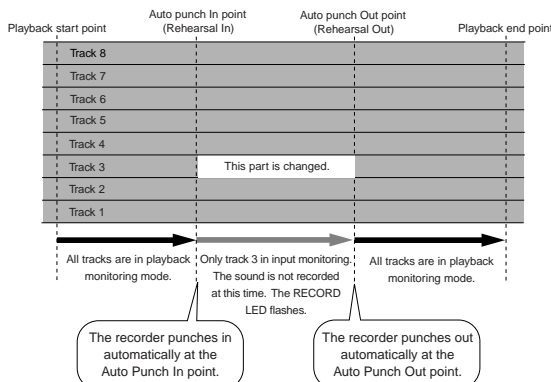 Auto punch In point
Auto punch Out point
Playback start point
(Rehearsal In)
(Rehearsal Out)
Playback end point
Track 8
Track 7
Track 6
Track 5
Track 4
Track 3
This part is changed.
Track 2
Track 1
All tracks are in playback
monitoring mode.
Only track 3 in input monitoring.
The sound is not recorded
at this time. The RECORD
LED flashes.
All tracks are in playback
monitoring mode.
The recorder punches in
automatically at the
Auto Punch In point.
The recorder punches out
automatically at the
Auto Punch Out point.